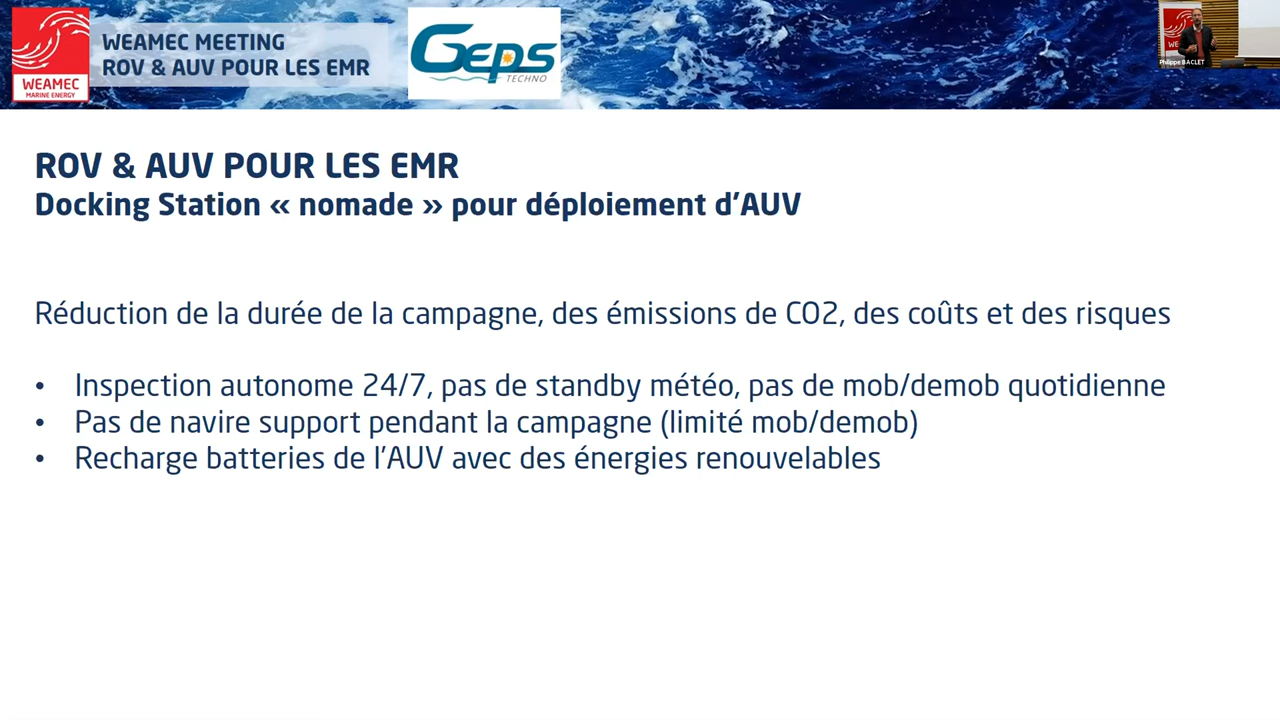 WEAMEC
MARINE ENERGY
WEAMEC MEETING
ROV & AUV POUR LES EMR
Geps
TECHNO
WE
Philippe BACLET
ROV & AUV POUR LES EMR
Docking Station « nomade » pour déploiement d'AUV
Réduction de la durée de la campagne, des émissions de CO2, des coûts et des risques
• Inspection autonome 24/7, pas de standby météo, pas de mob/demob quotidienne
• Pas de navire support pendant la campagne (limité mob/demob)
• Recharge batteries de l'AUV avec des énergies renouvelables